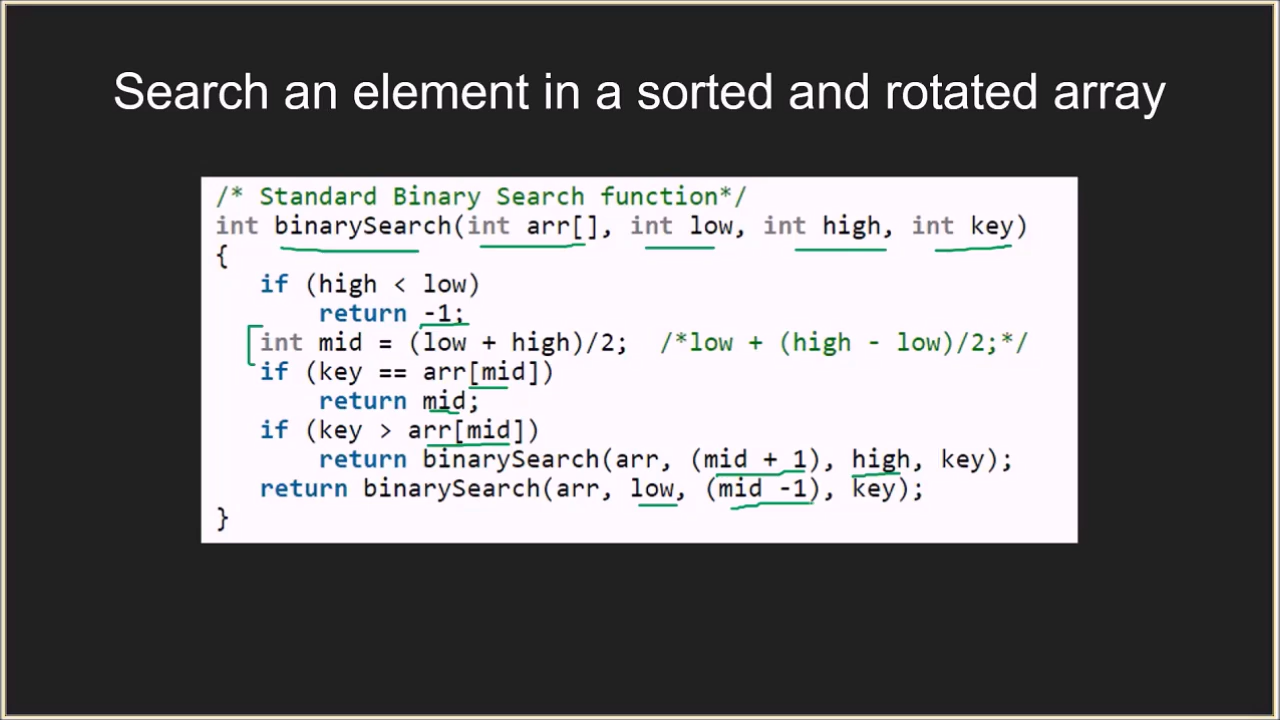 Search an element in a sorted and rotated array
/* Standard Binary Search function*/
int binarySearch(int arr[], int low, int high, int key)
{
if (high < low)
return -1;
int mid = (low + high)/2; /*low + (high - low)/2;*/
if (key == arr[mid])
return mid;
if (key > arr[mid])
return binarySearch(arr, (mid + 1), high, key);
return binarySearch(arr, low, (mid -1), key);
}